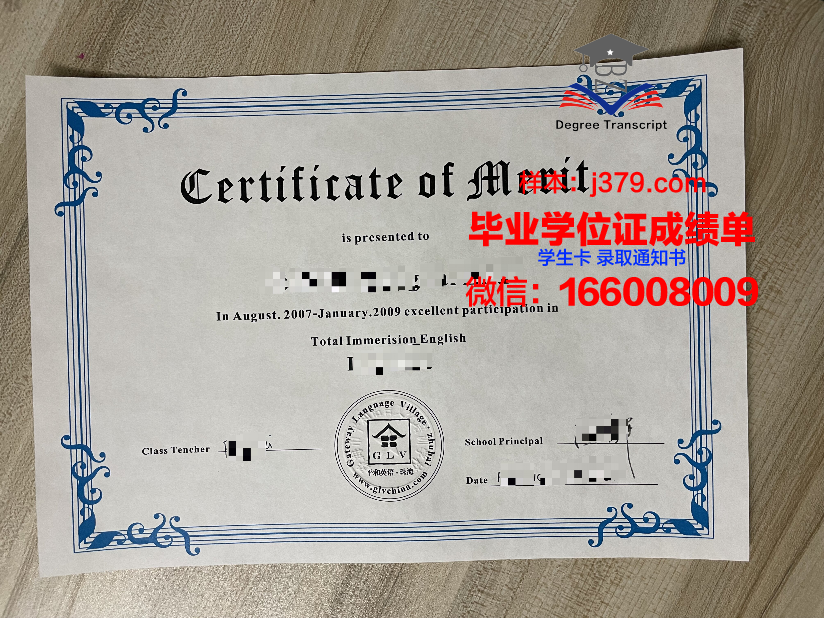 Degree Transcript
Certificate of Merit
样本：j379.com
毕业学位证成绩单
is presented to
学生卡 录取通知书
微信：166008009
In August. 2007-January.2009 excellent participation in
Total Immerision English
Gateway Language Village, zhuhai
GLV
www.glvchina.com
Class Tencher
School Principal
Date